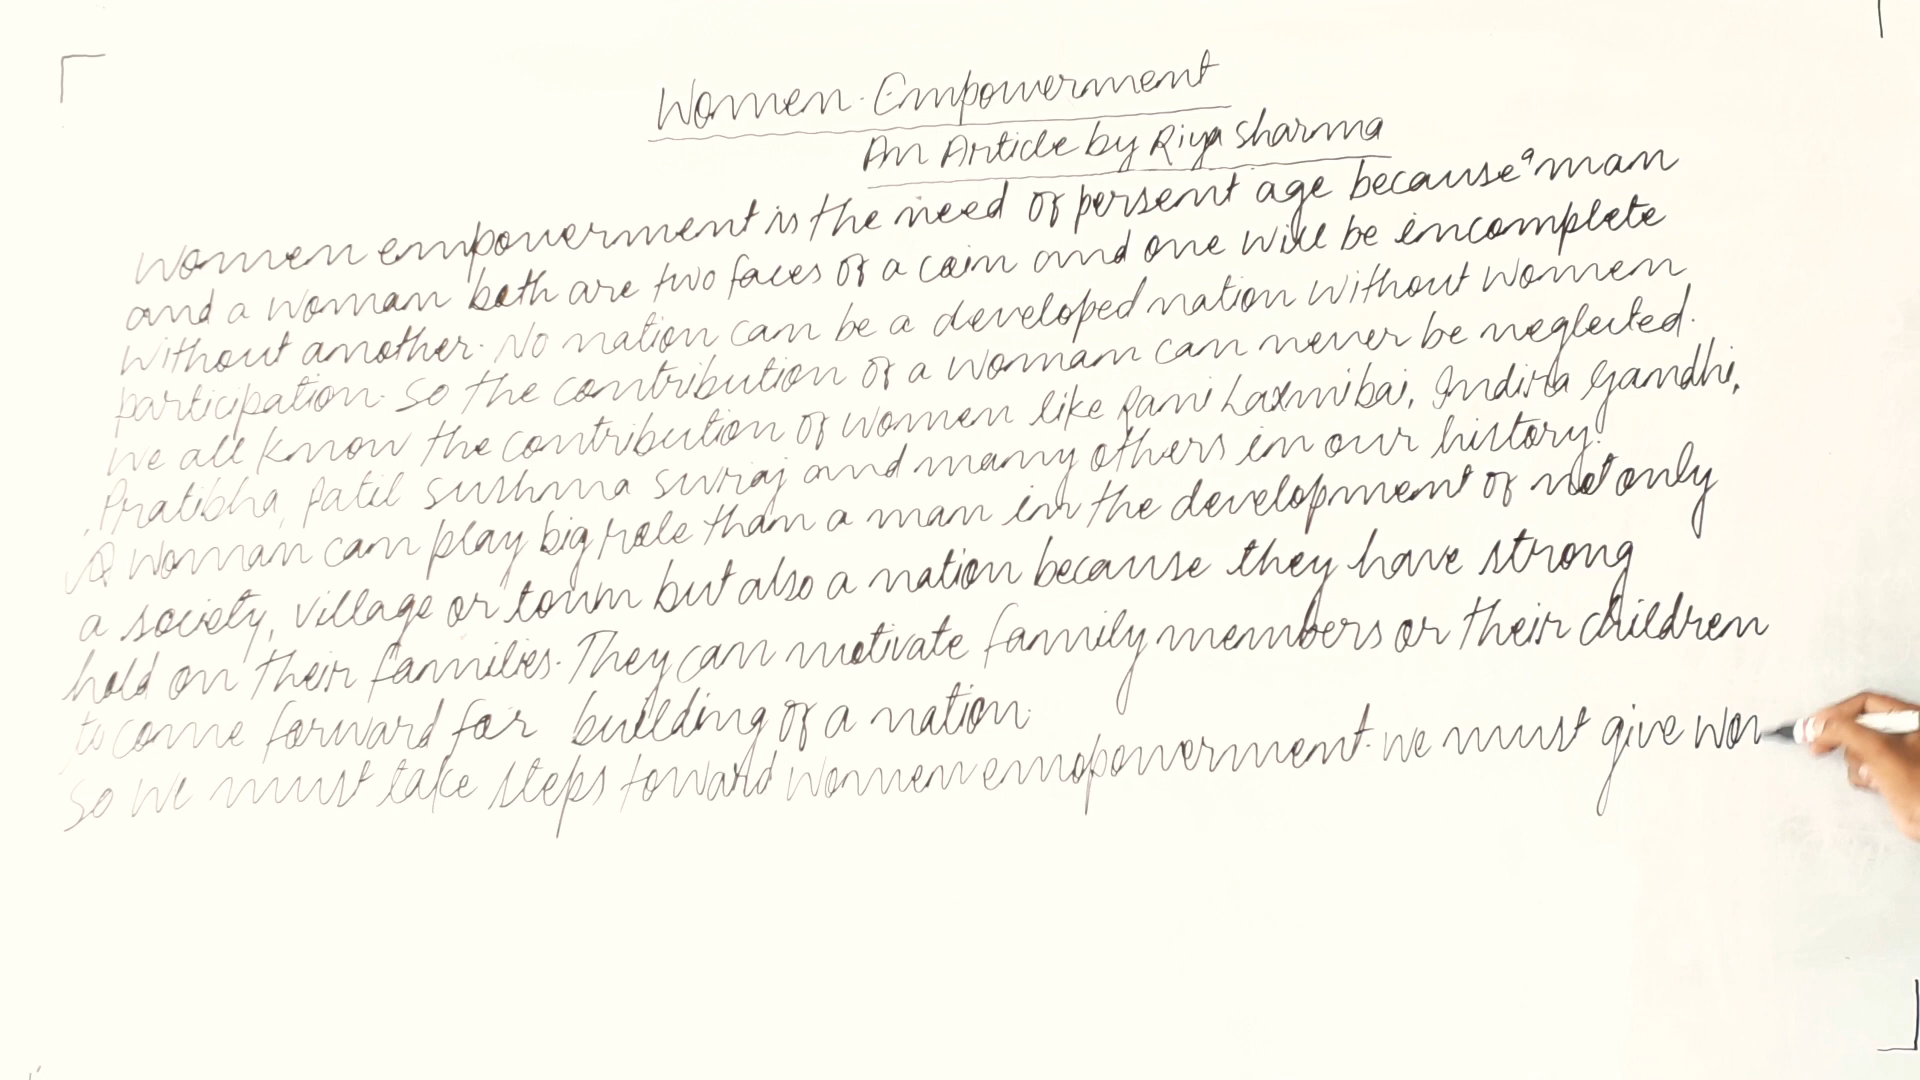 Women Empowerment
An Article by Riya Sharma
Women empowerment is the need of persent age because a man
and a woman both are two faces of a coin and one will be incomplete
without another. No nation can be a developed nation without women
participation. So the contribution of a woman can never be neglected.
We all know the contribution of women like Rani Laxmibai, Indira Gandhi,
Pratibha, Patil Sushma Swraj and many others in our history.
A woman can play big role than a man in the development of not only
a society, village or town but also a nation because they have strong
hold on their families. They can motivate family members or their children
to come forward for building of a nation.
So we must take steps toward women emopowerment. we must give wom